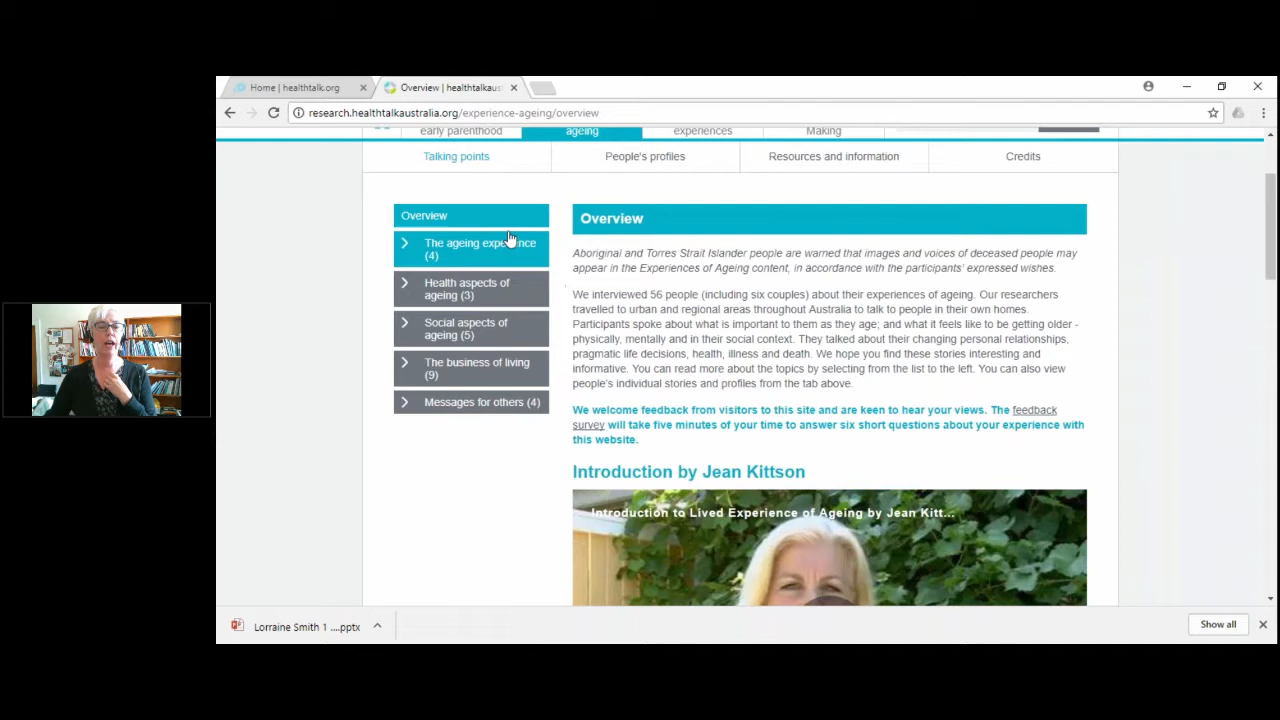 Home | healthtalk.org
Overview | healthtalkaus
research.healthtalkaustralia.org/experience-ageing/overview
early parenthood
ageing
experiences
Making
Talking points
People's profiles
Resources and information
Credits
Overview
The ageing experience
(4)
Health aspects of
ageing (3)
Social aspects of
ageing (5)
The business of living
(9)
Messages for others (4)
Overview
Aboriginal and Torres Strait Islander people are warned that images and voices of deceased people may
appear in the Experiences of Ageing content, in accordance with the participants' expressed wishes.
We interviewed 56 people (including six couples) about their experiences of ageing. Our researchers
travelled to urban and regional areas throughout Australia to talk to people in their own homes.
Participants spoke about what is important to them as they age; and what it feels like to be getting older -
physically, mentally and in their social context. They talked about their changing personal relationships,
pragmatic life decisions, health, illness and death. We hope you find these stories interesting and
informative. You can read more about the topics by selecting from the list to the left. You can also view
people's individual stories and profiles from the tab above.
We welcome feedback from visitors to this site and are keen to hear your views. The feedback
survey will take five minutes of your time to answer six short questions about your experience with
this website.
Introduction by Jean Kittson
Introduction to Lived Experience of Ageing by Jean Kitt...
Lorraine Smith 1 ....pptx
Show all